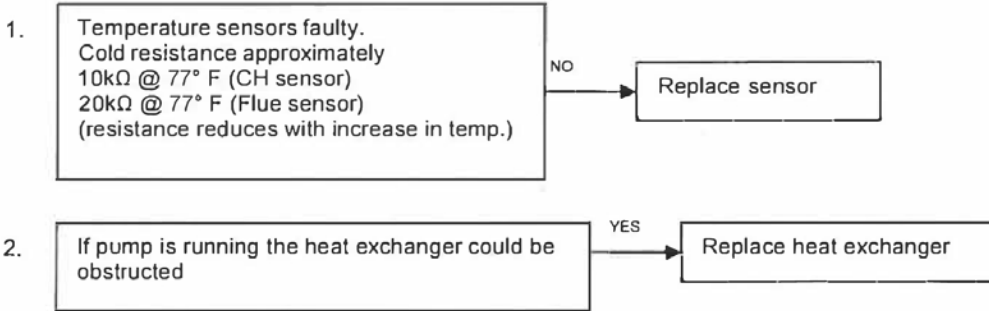 1.
Temperature sensors faulty.
Cold resistance approximately
10kΩ @ 77° F (CH sensor)
20kΩ @ 77° F (Flue sensor)
(resistance reduces with increase in temp.)
NO
Replace sensor
2.
If pump is running the heat exchanger could be
obstructed
YES
Replace heat exchanger